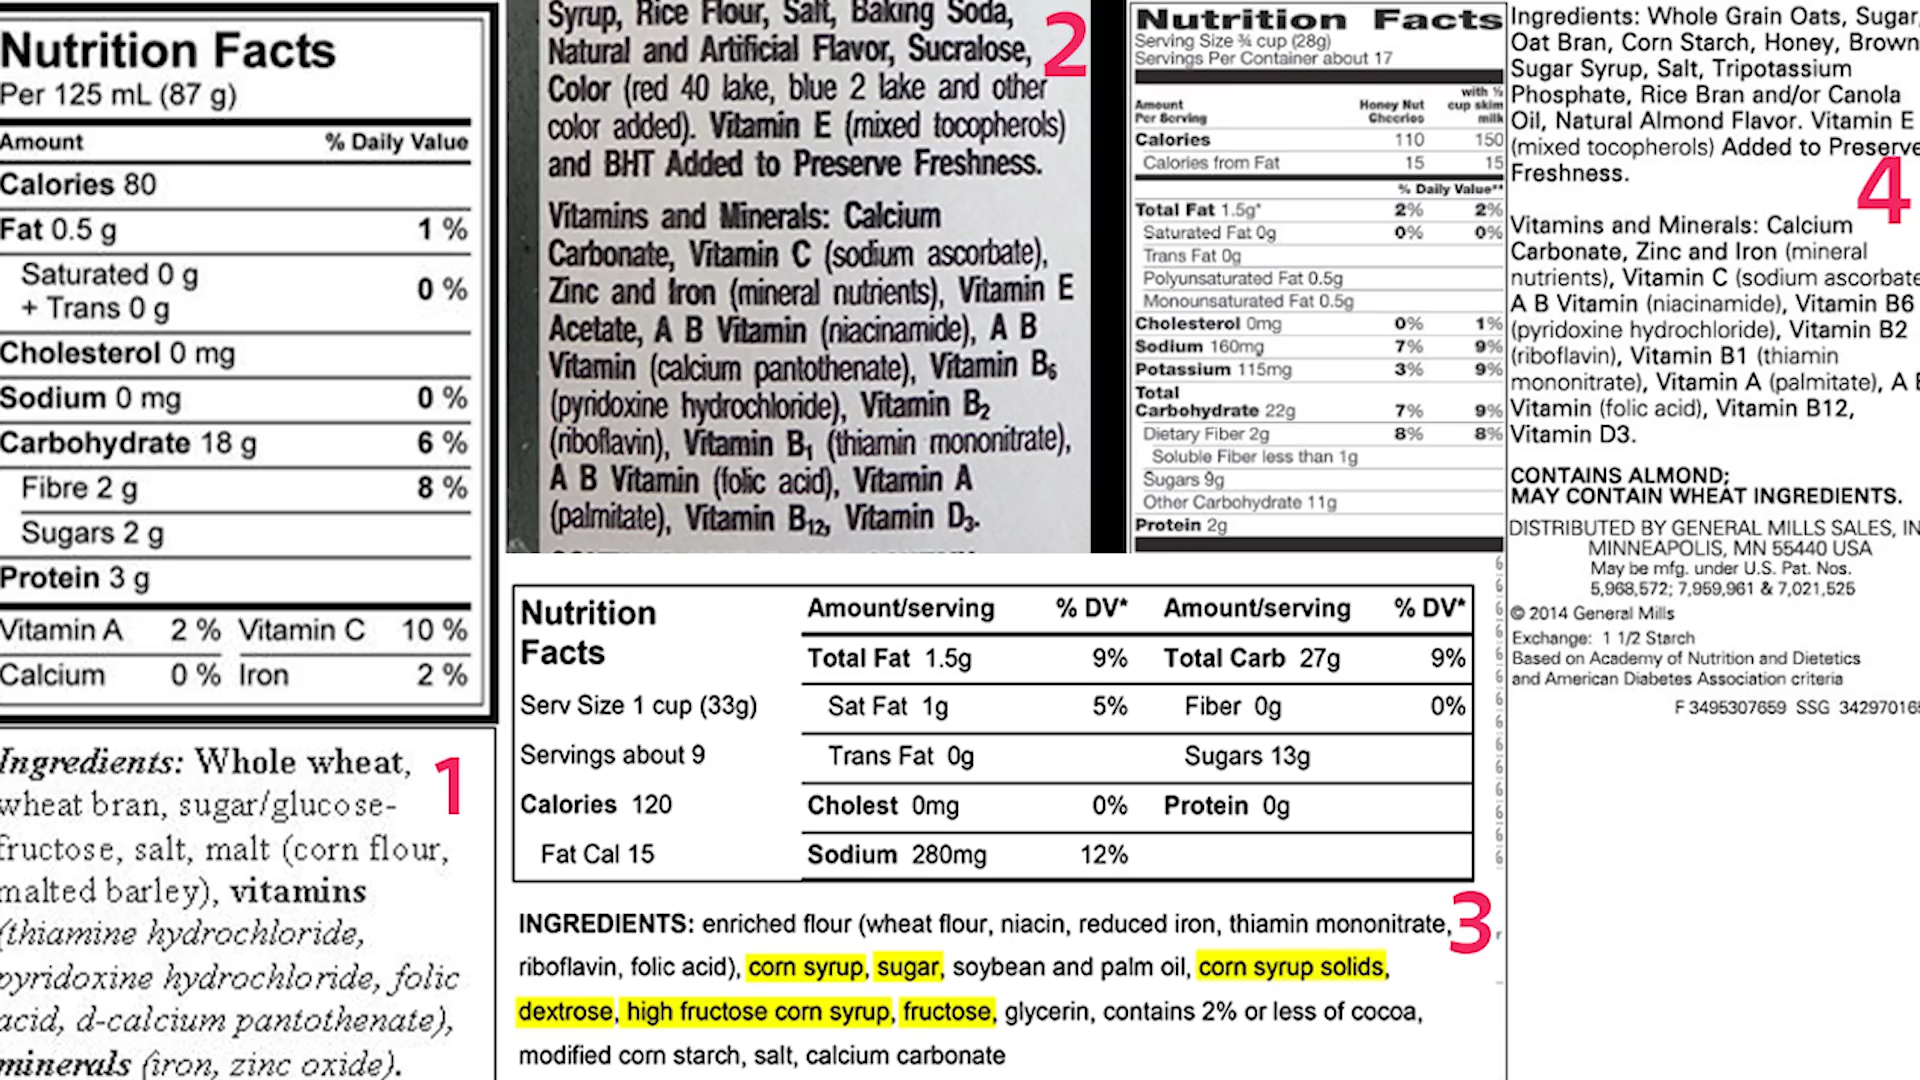 Nutrition Facts
Per 125 mL (87 g)
Amount % Daily Value
Calories 80
Fat 0.5 g 1 %
Saturated 0 g
+ Trans 0 g
0 %
Cholesterol 0 mg
Sodium 0 mg 0 %
Carbohydrate 18 g 6 %
Fibre 2 g 8 %
Sugars 2 g
Protein 3 g
Vitamin A 2 % Vitamin C 10 %
Calcium 0 % Iron 2 %
Ingredients: Whole wheat,
wheat bran, sugar/glucose-
fructose, salt, malt (corn flour,
malted barley), vitamins
(thiamine hydrochloride,
pyridoxine hydrochloride, folic
acid, d-calcium pantothenate),
minerals (iron, zinc oxide).
1
Syrup, Rice Flour, Salt, Baking Soda,
Natural and Artificial Flavor, Sucralose,
Color (red 40 lake, blue 2 lake and other
color added). Vitamin E (mixed tocopherols)
and BHT Added to Preserve Freshness.
Vitamins and Minerals: Calcium
Carbonate, Vitamin C (sodium ascorbate),
Zinc and Iron (mineral nutrients), Vitamin E
Acetate, A B Vitamin (niacinamide), A B
Vitamin (calcium pantothenate), Vitamin B6
(pyridoxine hydrochloride), Vitamin B2
(riboflavin), Vitamin B1 (thiamin mononitrate),
A B Vitamin (folic acid), Vitamin A
(palmitate), Vitamin B12, Vitamin D3.
2
Nutrition Facts
Serving Size ¾ cup (28g)
Servings Per Container about 17
Amount Per Serving Honey Nut Cheerios with ½ cup skim milk
Calories 110 150
Calories from Fat 15 15
% Daily Value**
Total Fat 1.5g* 2% 2%
Saturated Fat 0g 0% 0%
Trans Fat 0g
Polyunsaturated Fat 0.5g
Monounsaturated Fat 0.5g
Cholesterol 0mg 0% 1%
Sodium 160mg 7% 9%
Potassium 115mg 3% 9%
Total
Carbohydrate 22g 7% 9%
Dietary Fiber 2g 8% 8%
Soluble Fiber less than 1g
Sugars 9g
Other Carbohydrate 11g
Protein 2g
Ingredients: Whole Grain Oats, Sugar,
Oat Bran, Corn Starch, Honey, Brown
Sugar Syrup, Salt, Tripotassium
Phosphate, Rice Bran and/or Canola
Oil, Natural Almond Flavor. Vitamin E
(mixed tocopherols) Added to Preserve
Freshness.
4
Vitamins and Minerals: Calcium
Carbonate, Zinc and Iron (mineral
nutrients), Vitamin C (sodium ascorbate
A B Vitamin (niacinamide), Vitamin B6
(pyridoxine hydrochloride), Vitamin B2
(riboflavin), Vitamin B1 (thiamin
mononitrate), Vitamin A (palmitate), A B
Vitamin (folic acid), Vitamin B12,
Vitamin D3.
CONTAINS ALMOND;
MAY CONTAIN WHEAT INGREDIENTS.
DISTRIBUTED BY GENERAL MILLS SALES, IN
MINNEAPOLIS, MN 55440 USA
May be mfg. under U.S. Pat. Nos.
5,968,572; 7,959,961 & 7,021,525
© 2014 General Mills
Exchange: 1 1/2 Starch
Based on Academy of Nutrition and Dietetics
and American Diabetes Association criteria
F 3495307659 SSG 34297016
Nutrition
Facts
Serv Size 1 cup (33g)
Servings about 9
Calories 120
Fat Cal 15
Amount/serving % DV* Amount/serving % DV*
Total Fat 1.5g 9% Total Carb 27g 9%
Sat Fat 1g 5% Fiber 0g 0%
Trans Fat 0g Sugars 13g
Cholest 0mg 0% Protein 0g
Sodium 280mg 12%
INGREDIENTS: enriched flour (wheat flour, niacin, reduced iron, thiamin mononitrate,
riboflavin, folic acid), corn syrup, sugar, soybean and palm oil, corn syrup solids,
dextrose, high fructose corn syrup, fructose, glycerin, contains 2% or less of cocoa,
modified corn starch, salt, calcium carbonate
3